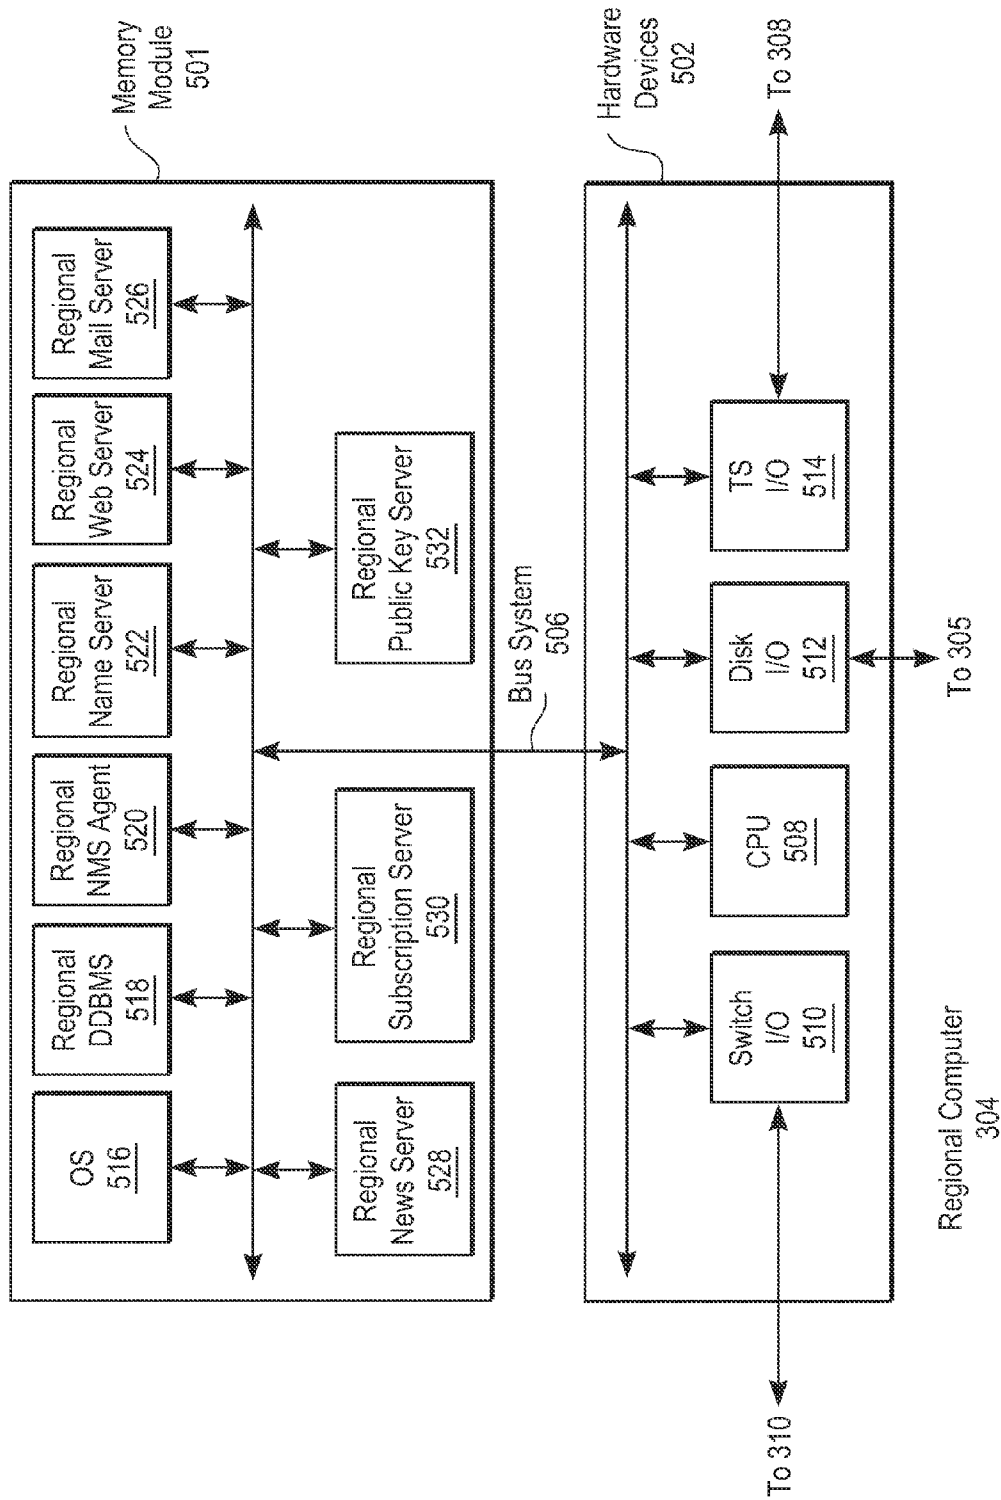 Memory
Module
501
OS
516
Regional
DDBMS
518
Regional
NMS Agent
520
Regional
Name Server
522
Regional
Web Server
524
Regional
Mail Server
526
Regional
News Server
528
Regional
Subscription Server
530
Regional
Public Key Server
532
Bus System
506
Hardware
Devices
502
Switch
I/O
510
CPU
508
Disk
I/O
512
TS
I/O
514
To 310
To 305
To 308
Regional Computer
304